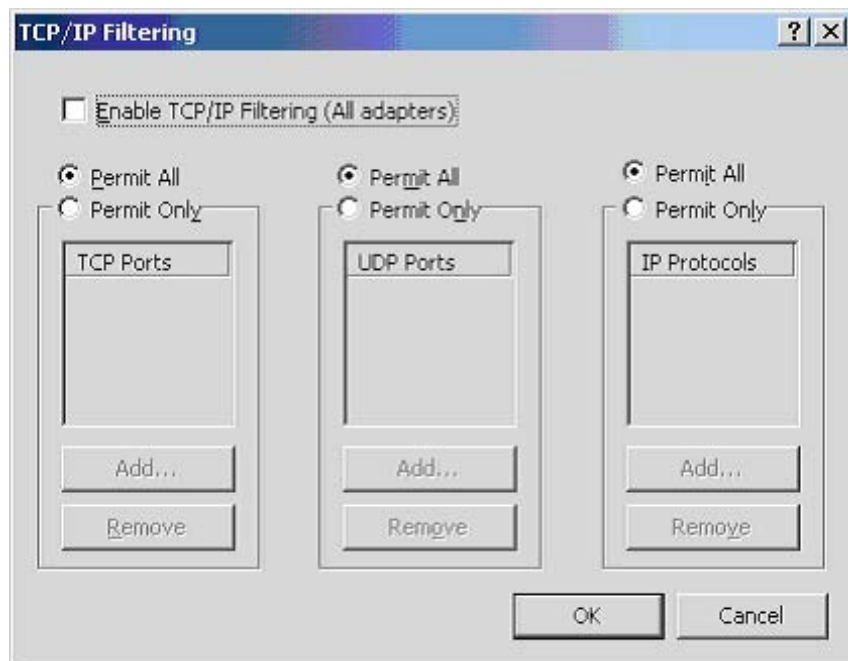 TCP/IP Filtering
Enable TCP/IP Filtering (All adapters)
Permit All
Permit Only
TCP Ports
Add...
Remove
Permit All
Permit Only
UDP Ports
Add...
Remove
Permit All
Permit Only
IP Protocols
Add...
Remove
OK
Cancel